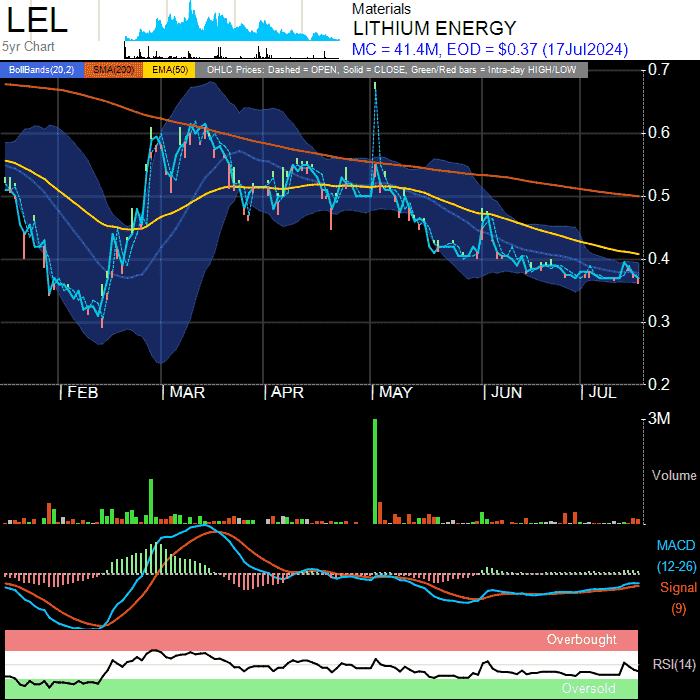 LEL
5yr Chart
Materials
LITHIUM ENERGY
MC = 41.4M, EOD = $0.37 (17Jul2024)
BollBands(20,2) SMA(200) EMA(50) OHLC Prices: Dashed = OPEN, Solid = CLOSE, Green/Red bars = Intra-day HIGH/LOW
0.7
0.6
0.5
0.4
0.3
0.2
FEB MAR APR MAY JUN JUL
3M
Volume
MACD
(12-26)
Signal
(9)
Overbought
RSI(14)
Oversold